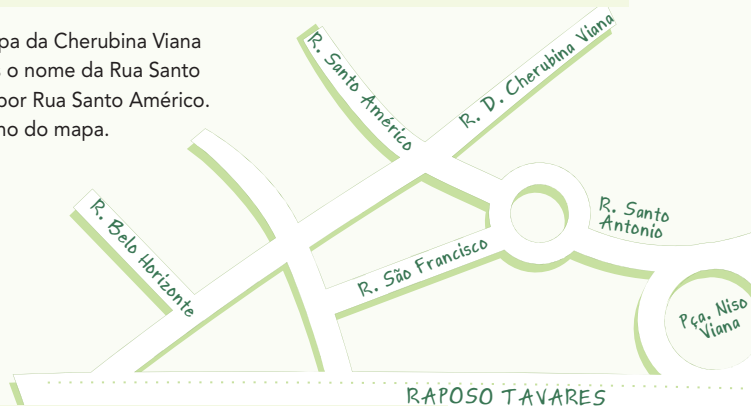 pa da Cherubina Viana
o nome da Rua Santo
por Rua Santo Américo.
no do mapa.
R. Santo Américo
R. D. Cherubina Viana
R. Belo Horizonte
R. São Francisco
R. Santo
Antonio
Pça. Niso
Viana
RAPOSO TAVARES